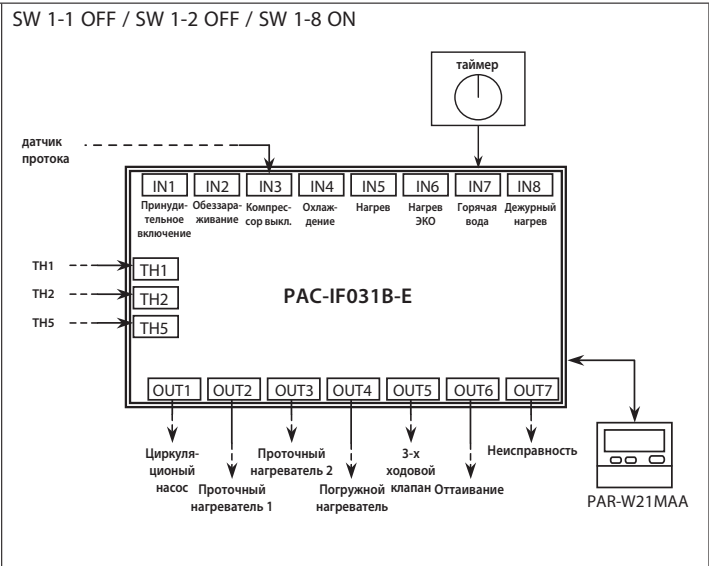 SW 1-1 OFF / SW 1-2 OFF / SW 1-8 ON
таймер
датчик
протока
IN1 IN2 IN3 IN4 IN5 IN6 IN7 IN8
Принуди-
тельное
включение
Обеззара-
живание
Компрес-
сор выкл.
Охлаж-
дение
Нагрев
Нагрев
ЭКО
Горячая
вода
Дежурный
нагрев
TH1 TH1
TH2 TH2
TH5 TH5
PAC-IF031B-E
OUT1 OUT2 OUT3 OUT4 OUT5 OUT6 OUT7
Циркуля-
ционый
насос
Проточный
нагреватель 1
Проточный
нагреватель 2
Погружной
нагреватель
3-х
ходовой
клапан
Оттаивание
Неисправность
PAR-W21MAA